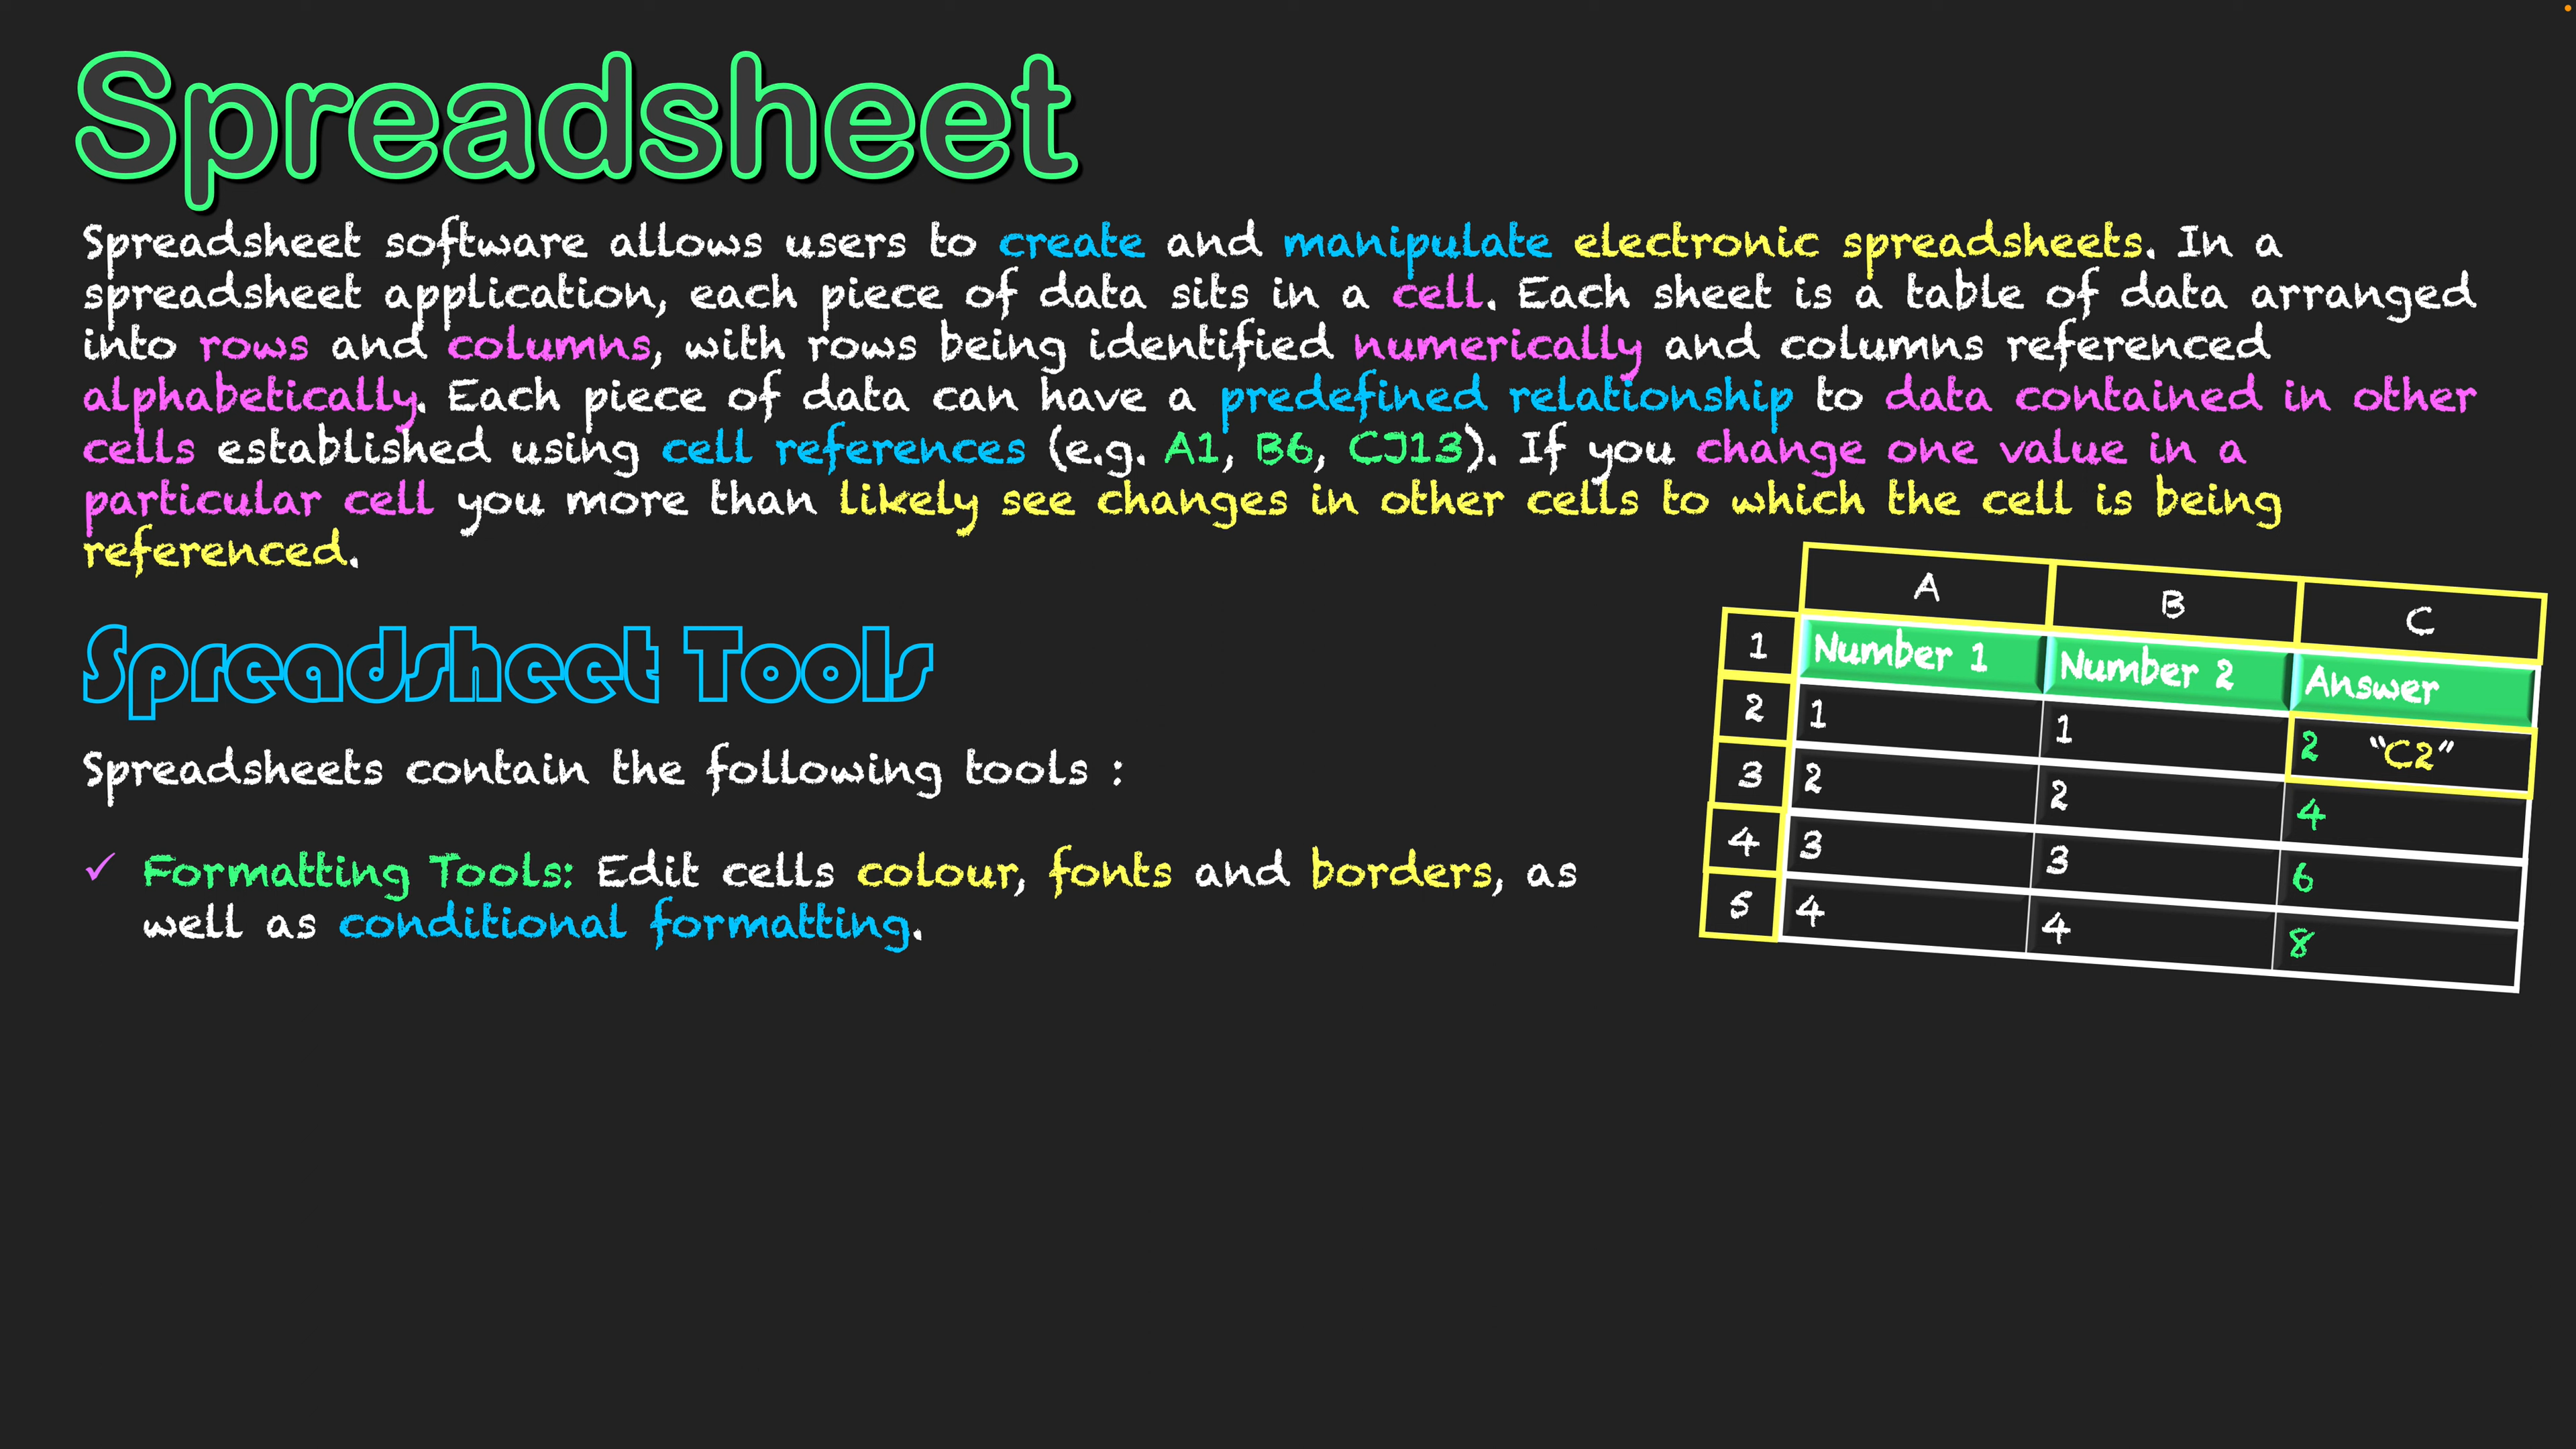 Spreadsheet
Spreadsheet software allows users to create and manipulate electronic spreadsheets. In a
spreadsheet application, each piece of data sits in a cell. Each sheet is a table of data arranged
into rows and columns, with rows being identified numerically and columns referenced
alphabetically. Each piece of data can have a predefined relationship to data contained in other
cells established using cell references (e.g. A1, B6, CJ13). If you change one value in a
particular cell you more than likely see changes in other cells to which the cell is being
referenced.
Spreadsheet Tools
Spreadsheets contain the following tools :
✓ Formatting Tools: Edit cells colour, fonts and borders, as
well as conditional formatting.
A B C
1 Number 1 Number 2 Answer
2 1 1 2 “C2”
3 2 2 4
4 3 3 6
5 4 4 8